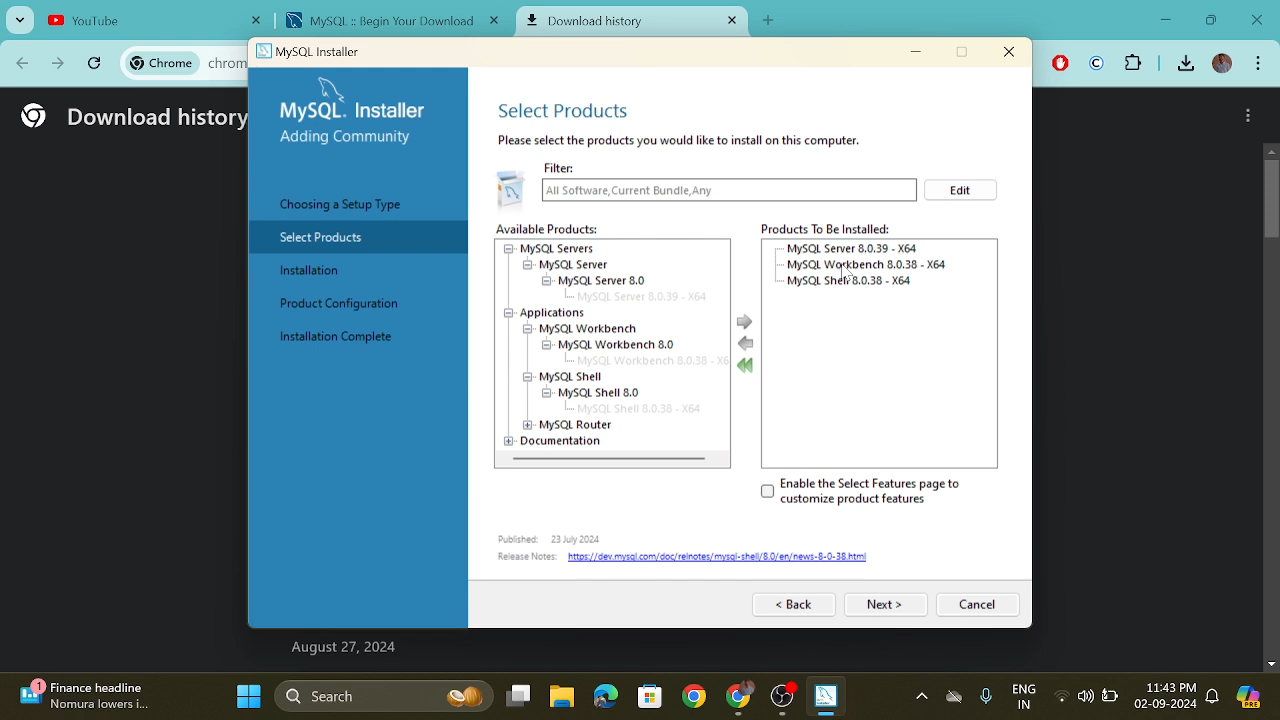 MySQL :: Begin Your Download
MySQL Installer
Chrome
chrom
Download history
MySQL. Installer
Adding Community
Choosing a Setup Type
Select Products
Installation
Product Configuration
Installation Complete
Select Products
Please select the products you would like to install on this computer.
Filter:
All Software,Current Bundle,Any
Edit
Available Products:
MySQL Servers
MySQL Server
MySQL Server 8.0
MySQL Server 8.0.39 - X64
Applications
MySQL Workbench
MySQL Workbench 8.0
MySQL Workbench 8.0.38 - X6
MySQL Shell
MySQL Shell 8.0
MySQL Shell 8.0.38 - X64
MySQL Router
Documentation
Products To Be Installed:
MySQL Server 8.0.39 - X64
MySQL Workbench 8.0.38 - X64
MySQL Shell 8.0.38 - X64
Enable the Select Features page to
customize product features
Published: 23 July 2024
Release Notes: https://dev.mysql.com/doc/relnotes/mysql-shell/8.0/en/news-8-0-38.html
< Back
Next >
Cancel
August 27, 2024
1
Finance headline
Nomura lowers i...
Search
ENG
11:43 PM
02-09-2024
FREE